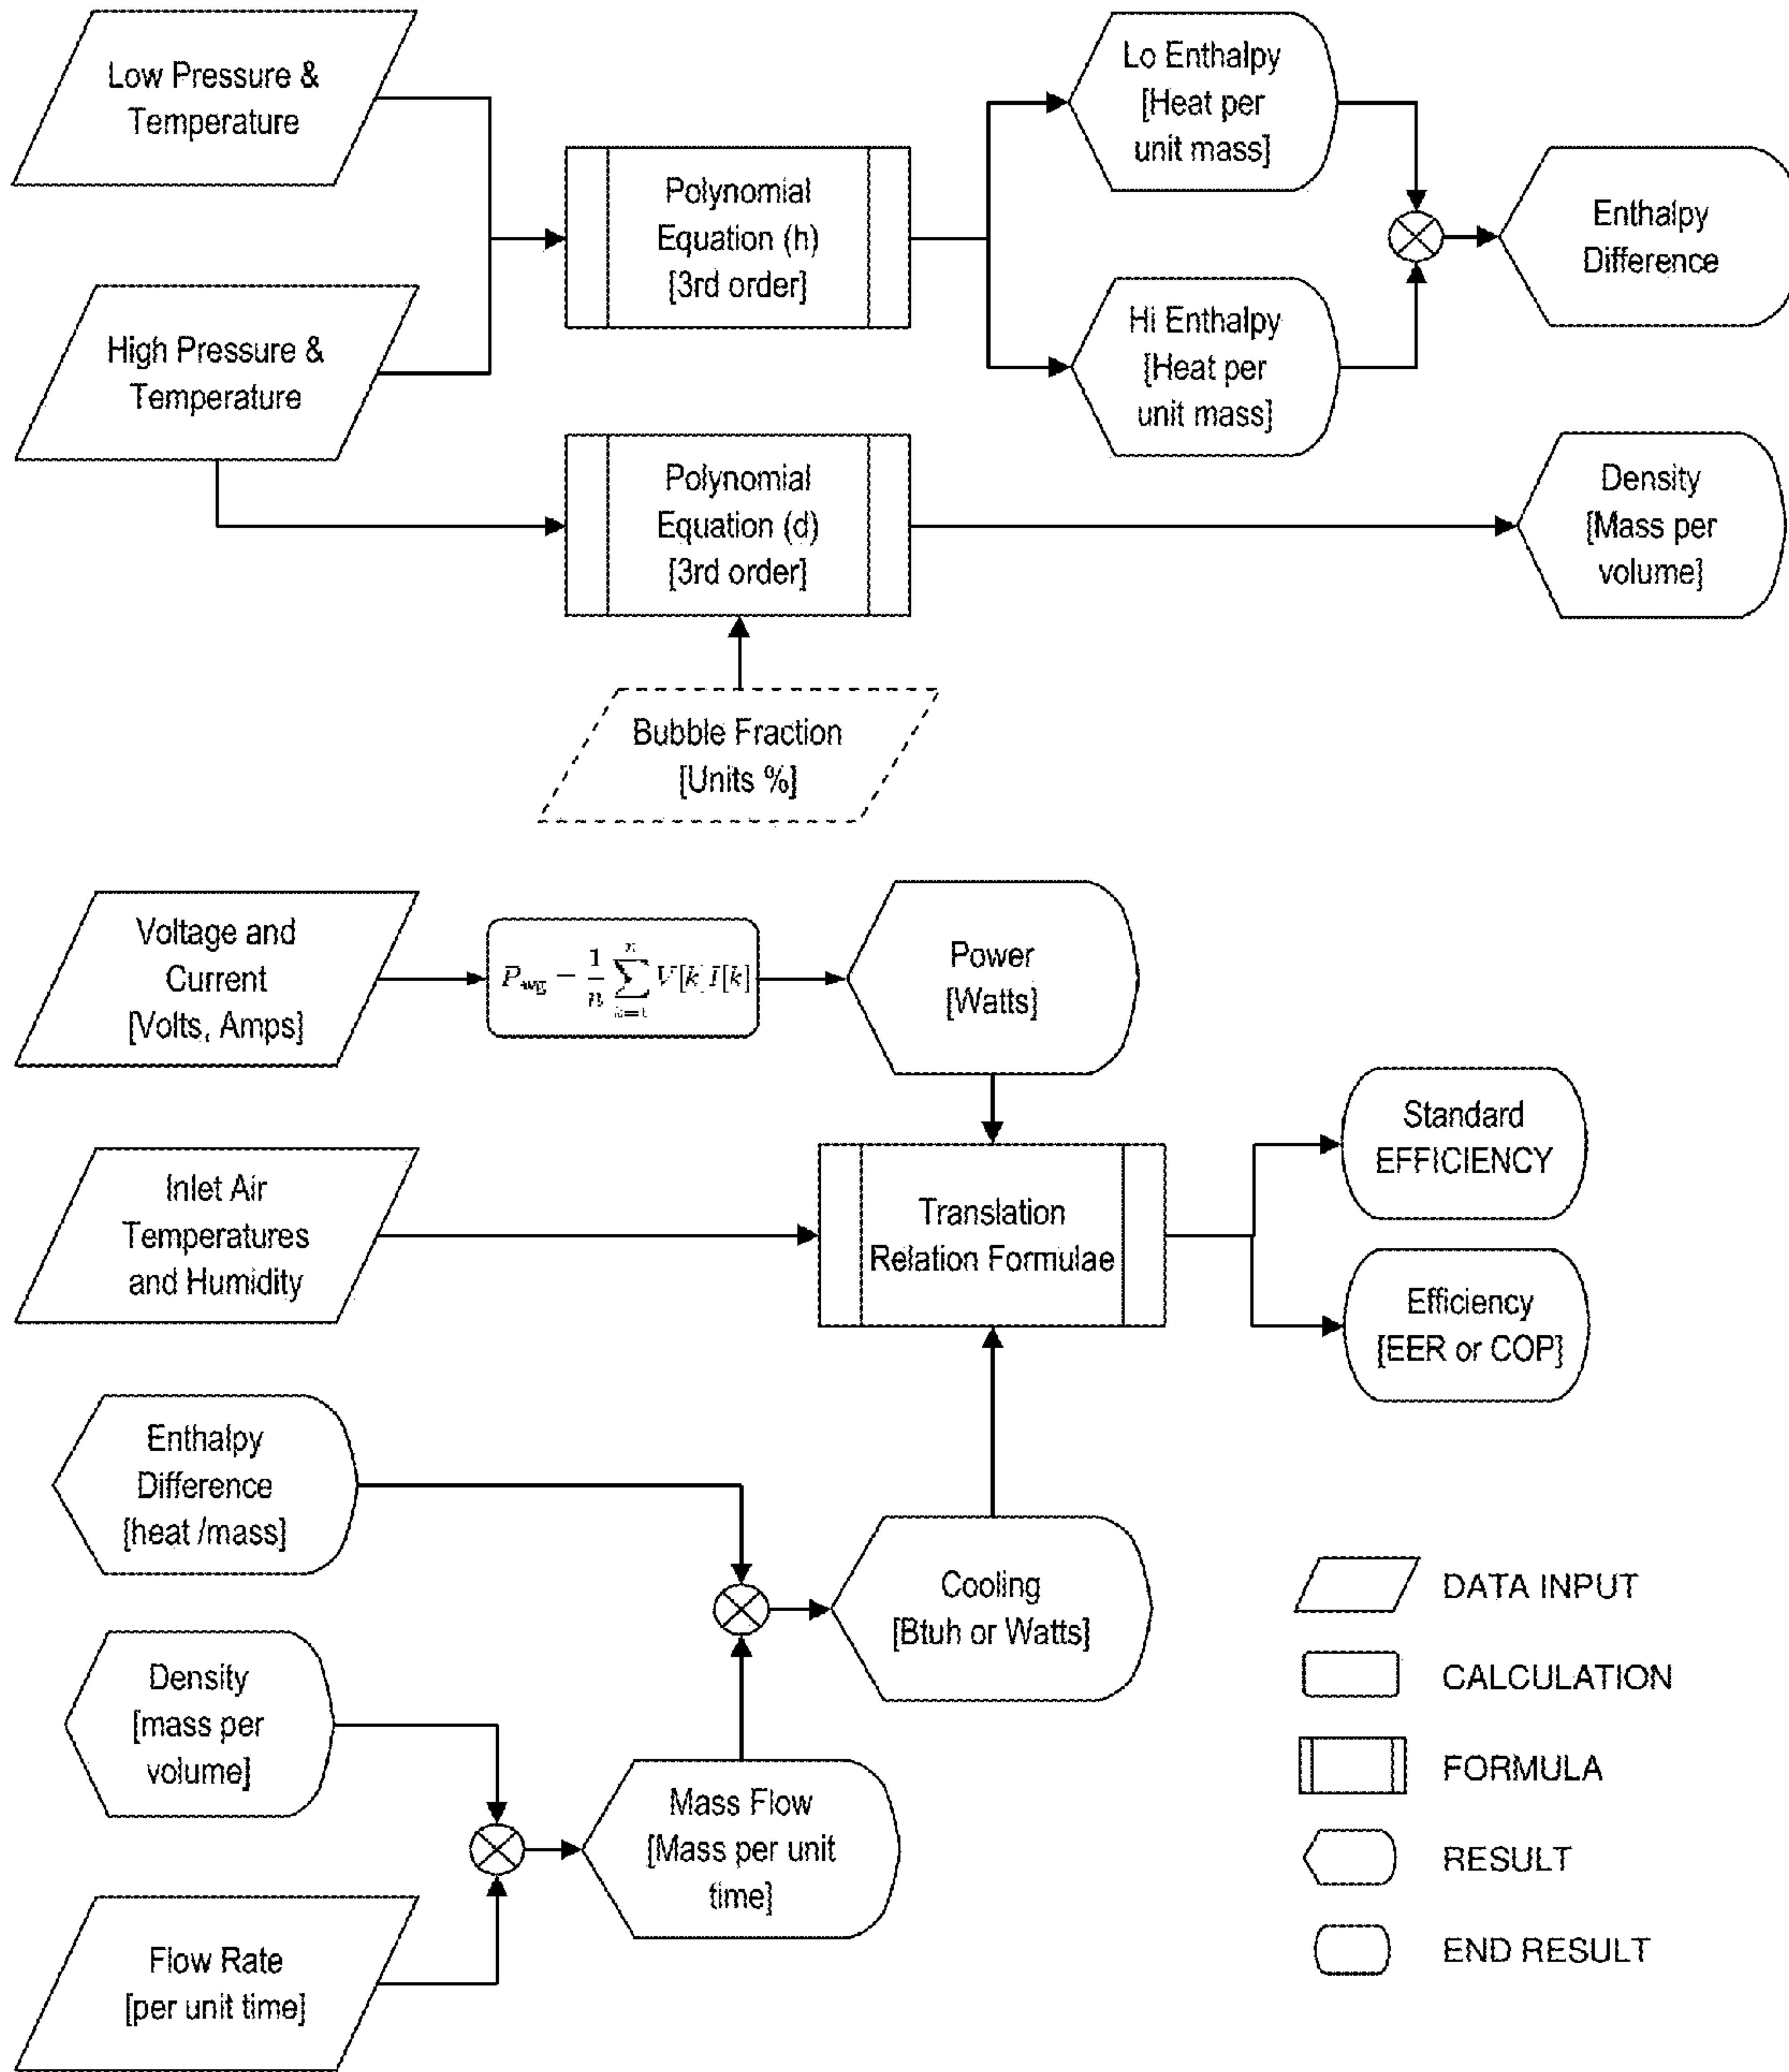 Low Pressure &
Temperature
High Pressure &
Temperature
Polynomial
Equation (h)
[3rd order]
Lo Enthalpy
[Heat per
unit mass]
Hi Enthalpy
[Heat per
unit mass]
Enthalpy
Difference
Polynomial
Equation (d)
[3rd order]
Density
[Mass per
volume]
Bubble Fraction
[Units %]
Voltage and
Current
[Volts, Amps]
P_avg = 1/n ∑_{k=1}^{n} V[k] I[k]
Power
[Watts]
Inlet Air
Temperatures
and Humidity
Translation
Relation Formulae
Standard
EFFICIENCY
Efficiency
[EER or COP]
Enthalpy
Difference
[heat /mass]
Density
[mass per
volume]
Flow Rate
[per unit time]
Mass Flow
[Mass per unit
time]
Cooling
[Btuh or Watts]
DATA INPUT
CALCULATION
FORMULA
RESULT
END RESULT